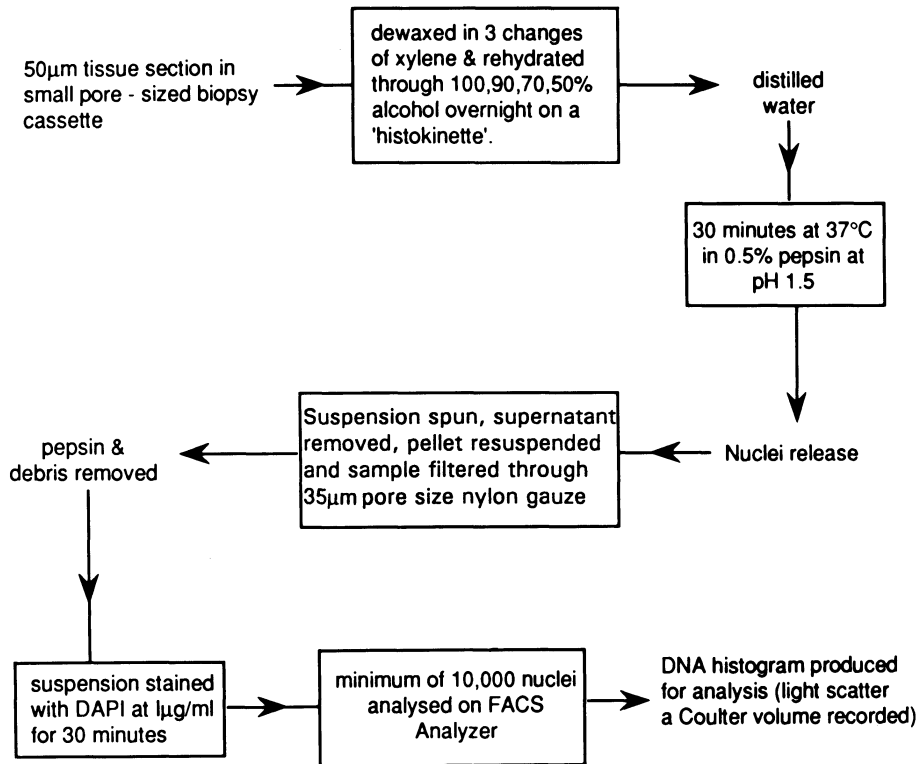 50µm tissue section in
small pore - sized biopsy
cassette
dewaxed in 3 changes
of xylene & rehydrated
through 100,90,70,50%
alcohol overnight on a
'histokinette'.
distilled
water
30 minutes at 37°C
in 0.5% pepsin at
pH 1.5
Nuclei release
Suspension spun, supernatant
removed, pellet resuspended
and sample filtered through
35µm pore size nylon gauze
pepsin &
debris removed
suspension stained
with DAPI at lµg/ml
for 30 minutes
minimum of 10,000 nuclei
analysed on FACS
Analyzer
DNA histogram produced
for analysis (light scatter
a Coulter volume recorded)